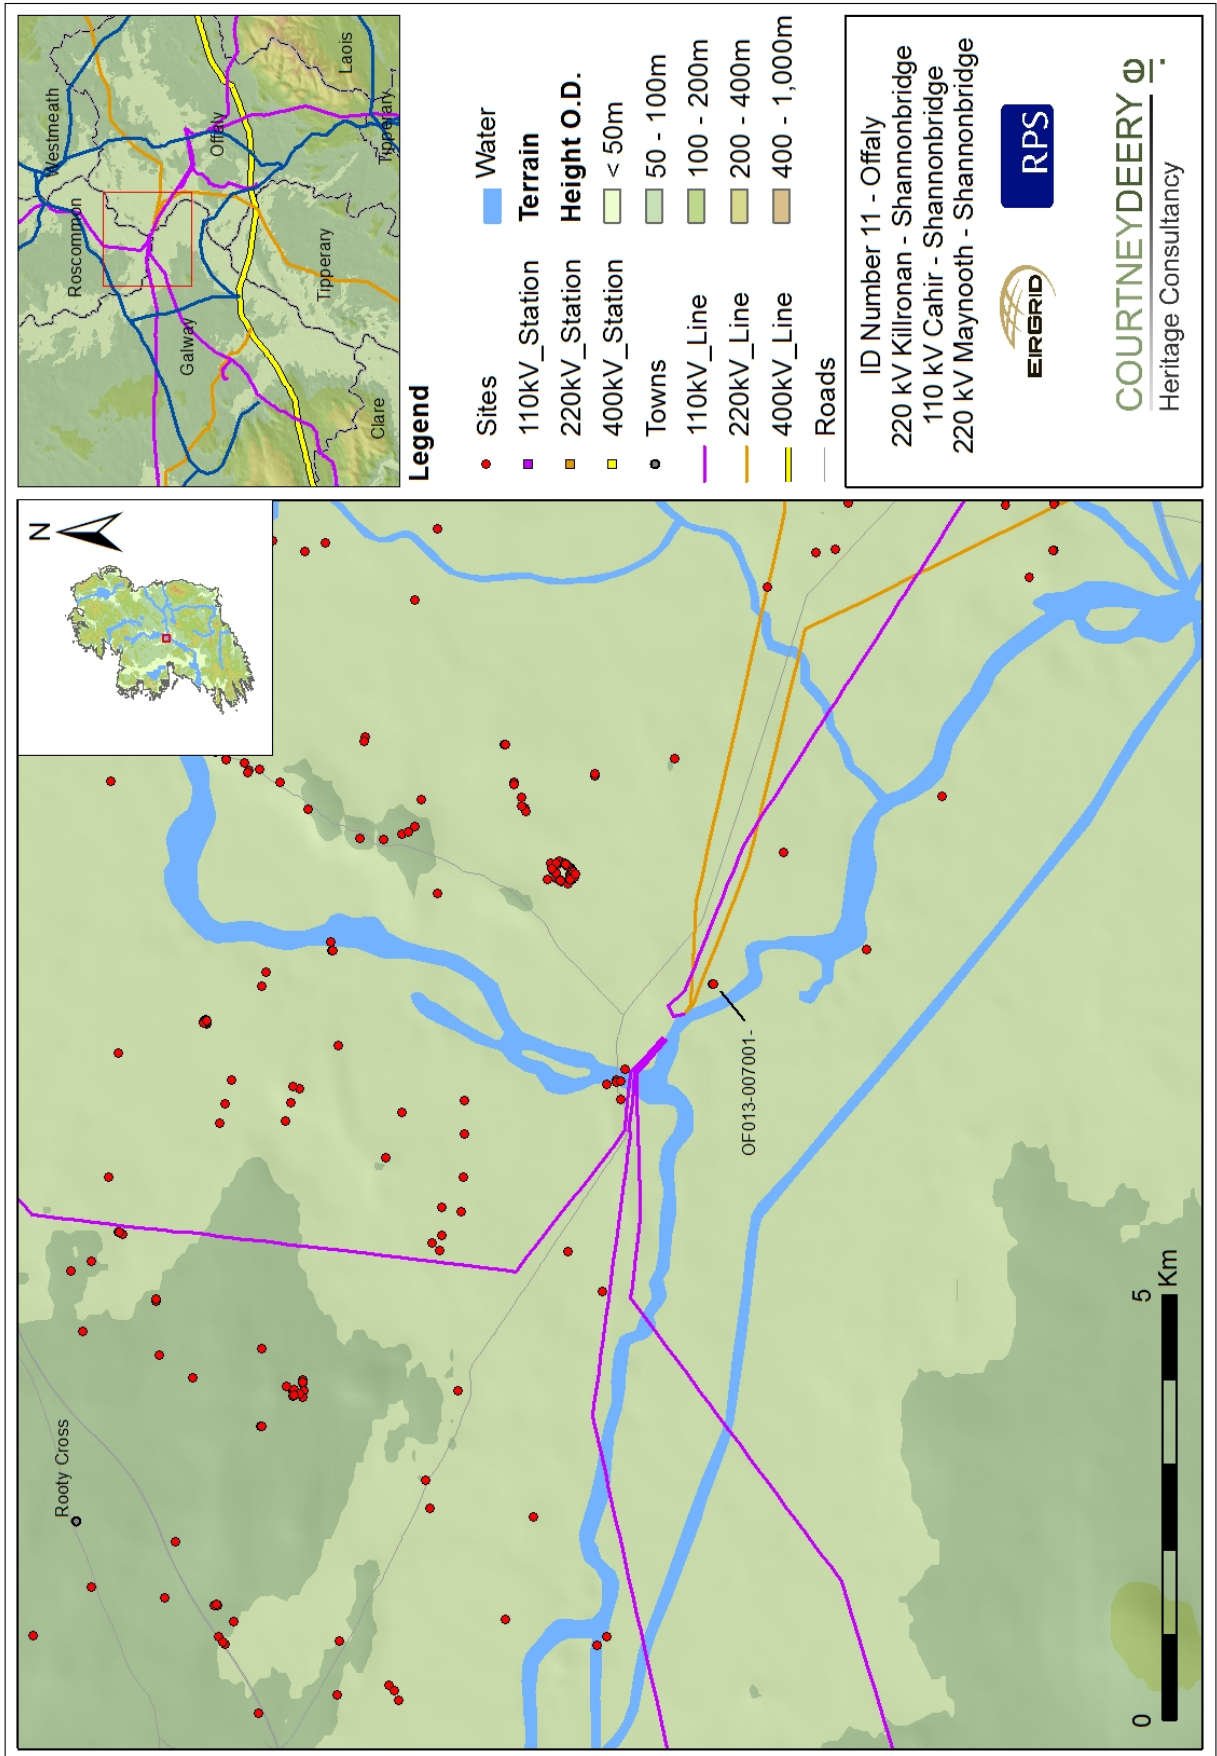 N
Rooty Cross
OF013-007001-
0
5
Km
Westmeath
Roscommon
Offaly
Laois
Galway
Tipperary
Tipperary
Clare
Legend
Sites
110kV_Station
220kV_Station
400kV_Station
Towns
110kV_Line
220kV_Line
400kV_Line
Roads
Water
Terrain
Height O.D.
< 50m
50 - 100m
100 - 200m
200 - 400m
400 - 1,000m
ID Number 11 - Offaly
220 kV Killronan - Shannonbridge
110 kV Cahir - Shannonbridge
220 kV Maynooth - Shannonbridge
EIRGRID
RPS
COURTNEYDEERY
Heritage Consultancy